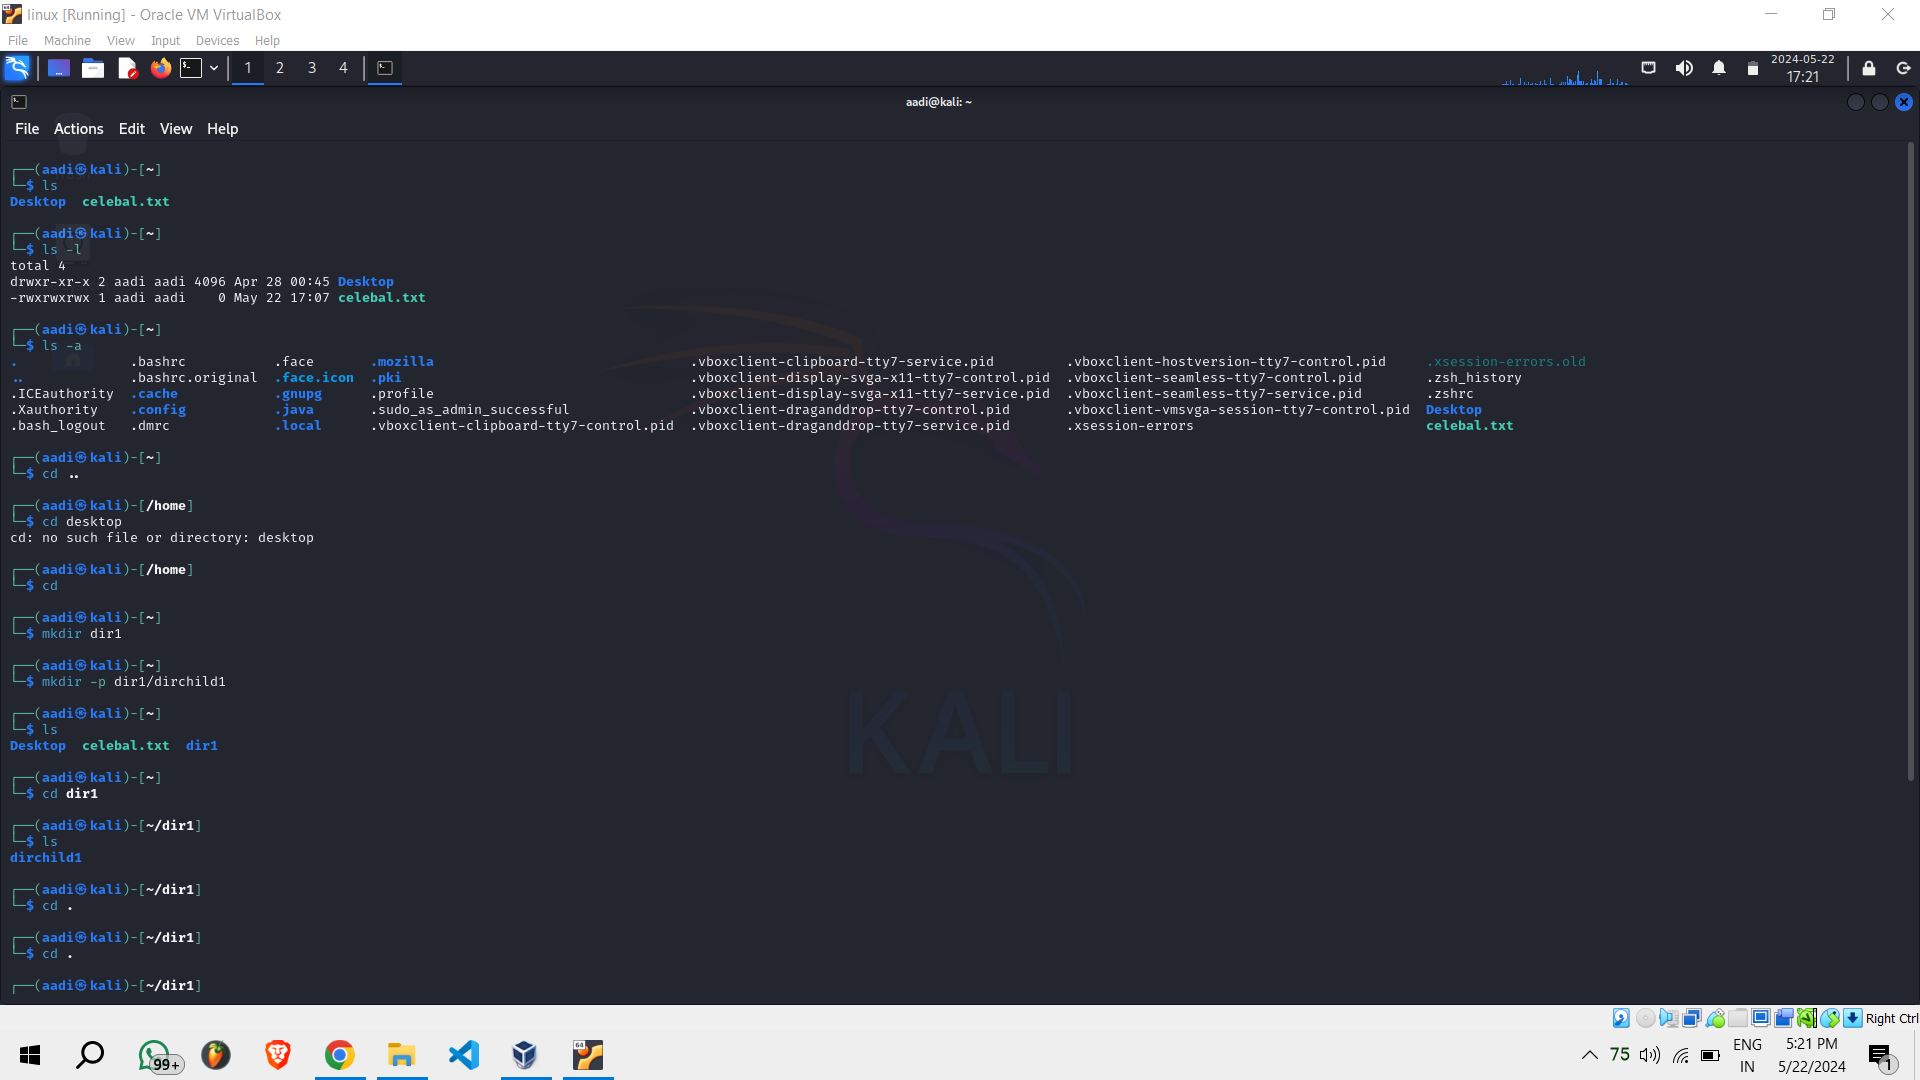 linux [Running] - Oracle VM VirtualBox
File Machine View Input Devices Help
1 2 3 4
2024-05-22
17:21
aadi@kali: ~
File Actions Edit View Help
┌──(aadi㉿kali)-[~]
└─$ ls
Desktop celebal.txt
┌──(aadi㉿kali)-[~]
└─$ ls -l
total 4
drwxr-xr-x 2 aadi aadi 4096 Apr 28 00:45 Desktop
-rwxrwxrwx 1 aadi aadi 0 May 22 17:07 celebal.txt
┌──(aadi㉿kali)-[~]
└─$ ls -a
. .bashrc .face .mozilla .vboxclient-clipboard-tty7-service.pid .vboxclient-hostversion-tty7-control.pid .xsession-errors.old
.. .bashrc.original .face.icon .pki .vboxclient-display-svga-x11-tty7-control.pid .vboxclient-seamless-tty7-control.pid .zsh_history
.ICEauthority .cache .gnupg .profile .vboxclient-display-svga-x11-tty7-service.pid .vboxclient-seamless-tty7-service.pid .zshrc
.Xauthority .config .java .sudo_as_admin_successful .vboxclient-draganddrop-tty7-control.pid .vboxclient-vmsvga-session-tty7-control.pid Desktop
.bash_logout .dmrc .local .vboxclient-clipboard-tty7-control.pid .vboxclient-draganddrop-tty7-service.pid .xsession-errors celebal.txt
┌──(aadi㉿kali)-[~]
└─$ cd ..
┌──(aadi㉿kali)-[/home]
└─$ cd desktop
cd: no such file or directory: desktop
┌──(aadi㉿kali)-[/home]
└─$ cd
┌──(aadi㉿kali)-[~]
└─$ mkdir dir1
┌──(aadi㉿kali)-[~]
└─$ mkdir -p dir1/dirchild1
┌──(aadi㉿kali)-[~]
└─$ ls
Desktop celebal.txt dir1
┌──(aadi㉿kali)-[~]
└─$ cd dir1
┌──(aadi㉿kali)-[~/dir1]
└─$ ls
dirchild1
┌──(aadi㉿kali)-[~/dir1]
└─$ cd .
┌──(aadi㉿kali)-[~/dir1]
└─$ cd .
┌──(aadi㉿kali)-[~/dir1]
KALI
Right Ctrl
99+
64
75
ENG
IN
5:21 PM
5/22/2024
1